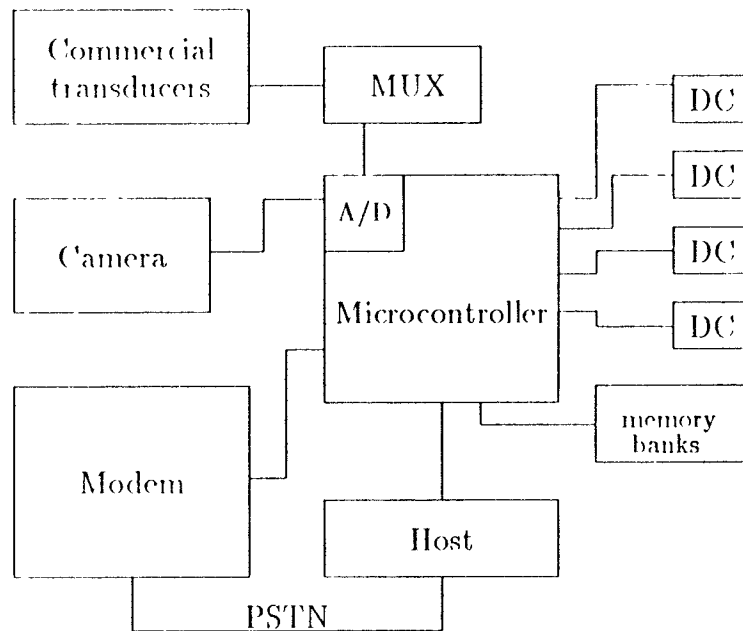 Commercial
transducers
MUX
DC
DC
A/D
Camera
DC
Microcontroller
DC
memory
banks
Modem
Host
PSTN